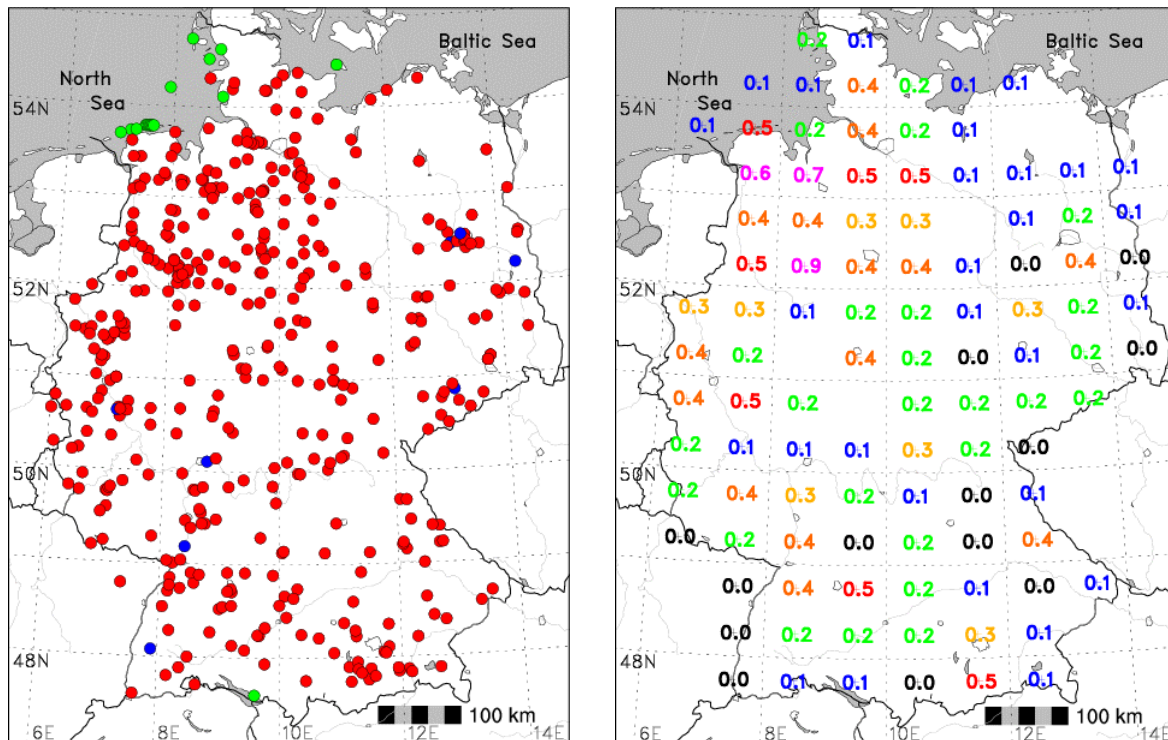 Baltic Sea
North
Sea
54N
52N
50N
48N
100 km
6E 8E 10E 12E 14E
0.2 0.1
Baltic Sea
North
Sea
0.1 0.1 0.4 0.2 0.1 0.1
54N
0.1 0.5 0.2 0.4 0.2 0.1
0.6 0.7 0.5 0.5 0.1 0.1 0.1 0.1
0.4 0.4 0.3 0.3 0.1 0.2 0.1
0.5 0.9 0.4 0.4 0.1 0.0 0.4 0.0
52N
0.3 0.3 0.1 0.2 0.2 0.1 0.3 0.2 0.1
0.4 0.2 0.4 0.2 0.0 0.1 0.2 0.0
0.4 0.5 0.2 0.2 0.2 0.2 0.2
0.2 0.1 0.1 0.1 0.3 0.2 0.0
50N
0.2 0.4 0.3 0.2 0.1 0.0 0.1
0.0 0.2 0.4 0.0 0.2 0.0 0.4
0.0 0.4 0.5 0.2 0.1 0.0 0.1
0.0 0.2 0.2 0.2 0.3 0.1
48N
0.0 0.1 0.1 0.0 0.5 0.1
100 km
6E 8E 10E 12E 14E